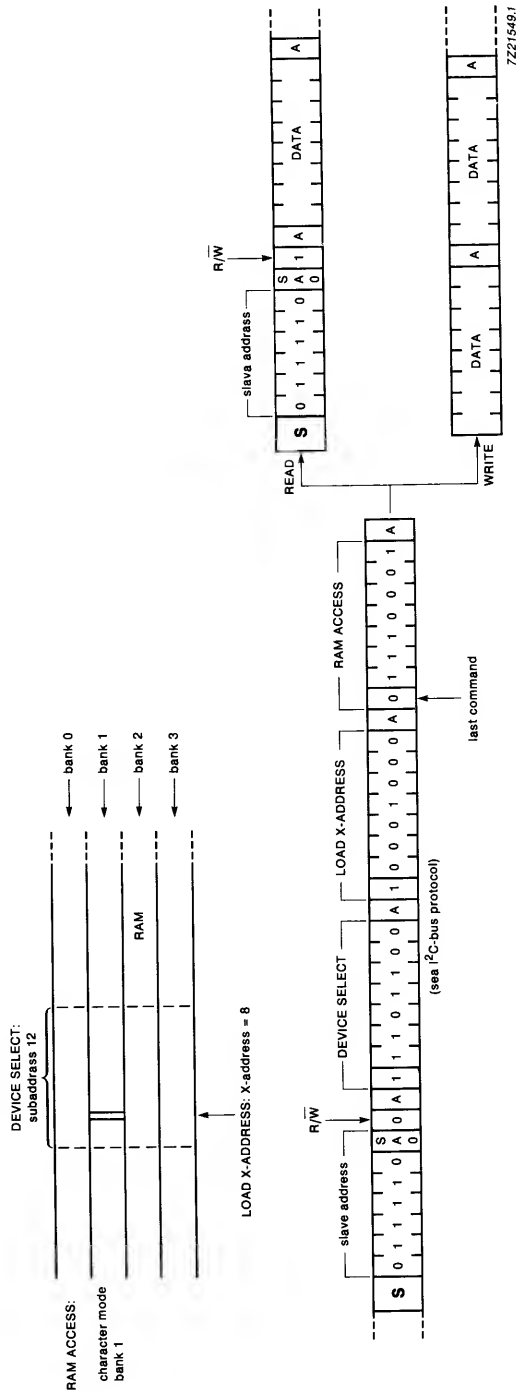 DEVICE SELECT:
subaddrass 12
RAM ACCESS:
character mode
bank 1
RAM
bank 0
bank 1
bank 2
bank 3
LOAD X-ADDRESS: X-address = 8
R/W
slava addrass
S 0 1 1 1 1 0 S A 0 1 A DATA A
READ
slave address
R/W
DEVICE SELECT
LOAD X-ADDRESS
RAM ACCESS
S 0 1 1 1 1 0 S A 0 0 A 1 1 1 0 1 1 0 0 A 1 0 0 0 1 0 0 0 A 0 1 1 1 0 0 0 1 A
last command
(sea I²C-bus protocol)
WRITE
DATA A DATA A
7Z21549.1